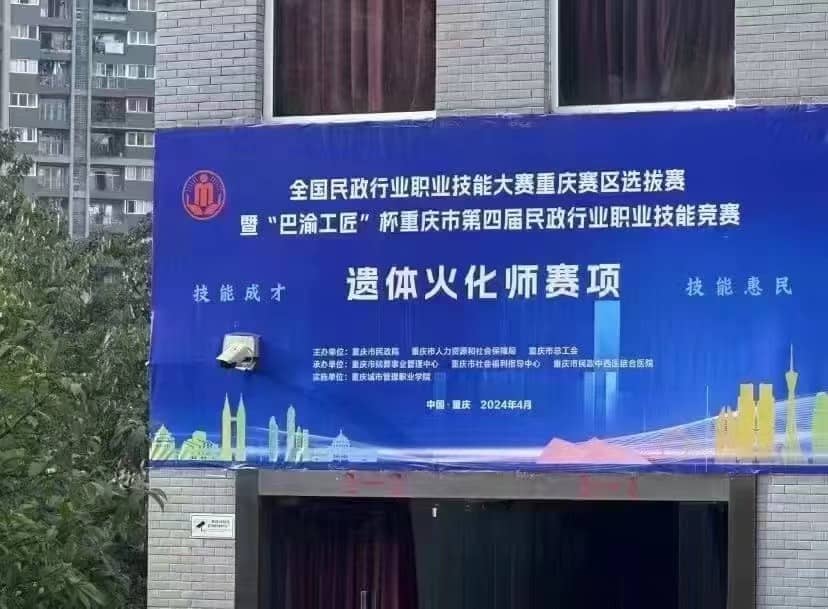 全国民政行业职业技能大赛重庆赛区选拔赛
暨“巴渝工匠”杯重庆市第四届民政行业职业技能竞赛
技能成才
遗体火化师赛项
技能惠民
主办单位：重庆市民政局 重庆市人力资源和社会保障局 重庆市总工会
承办单位：重庆市殡葬事业管理中心 重庆市社会福利指导中心 重庆市民政中西医结合医院
实施单位：重庆城市管理职业学院
中国·重庆 2024年4月